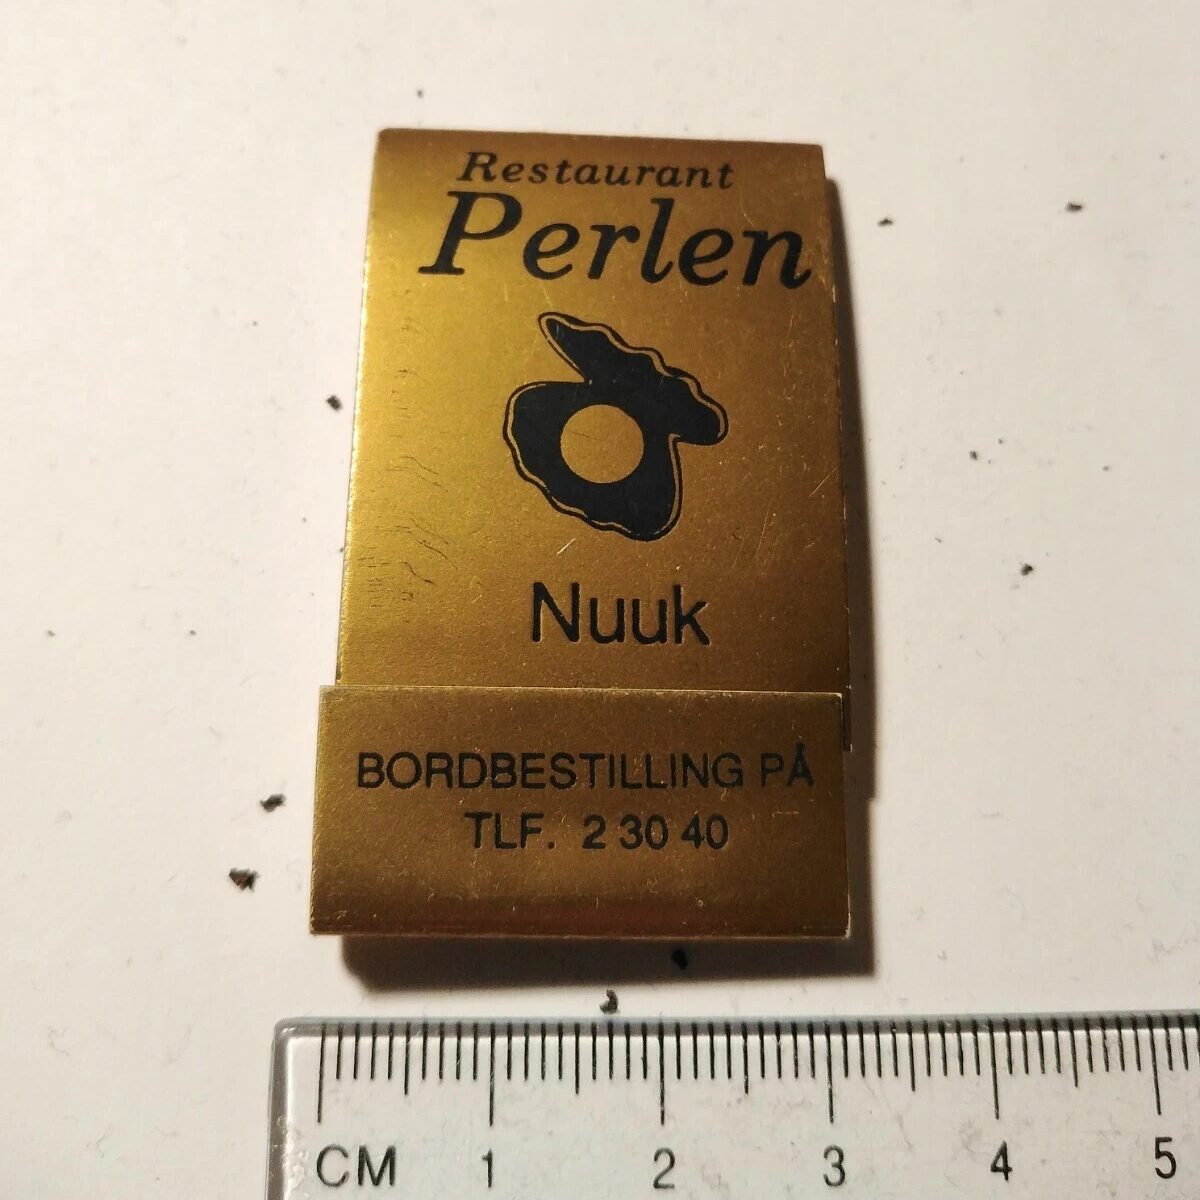 Restaurant
Perlen
Nuuk
BORDBESTILLING PÅ
TLF. 2 30 40
CM 1 2 3 4 5